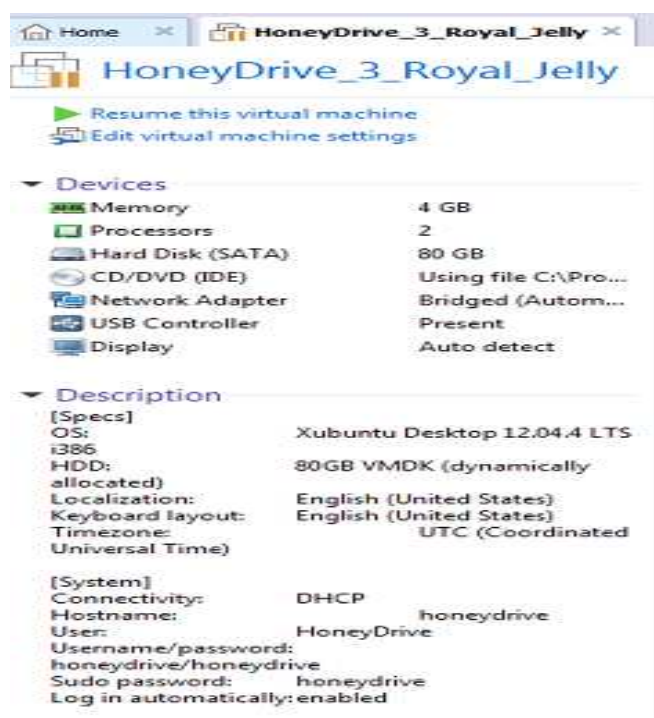 Home × HoneyDrive_3_Royal_Jelly ×
HoneyDrive_3_Royal_Jelly
Resume this virtual machine
Edit virtual machine settings
Devices
Memory 4 GB
Processors 2
Hard Disk (SATA) 80 GB
CD/DVD (IDE) Using file C:\Pro...
Network Adapter Bridged (Autom...
USB Controller Present
Display Auto detect
Description
[Specs]
OS: Xubuntu Desktop 12.04.4 LTS
i386
HDD: 80GB VMDK (dynamically
allocated)
Localization: English (United States)
Keyboard layout: English (United States)
Timezone: UTC (Coordinated
Universal Time)
[System]
Connectivity: DHCP
Hostname: honeydrive
User: HoneyDrive
Username/password:
honeydrive/honeydrive
Sudo password: honeydrive
Log in automatically: enabled